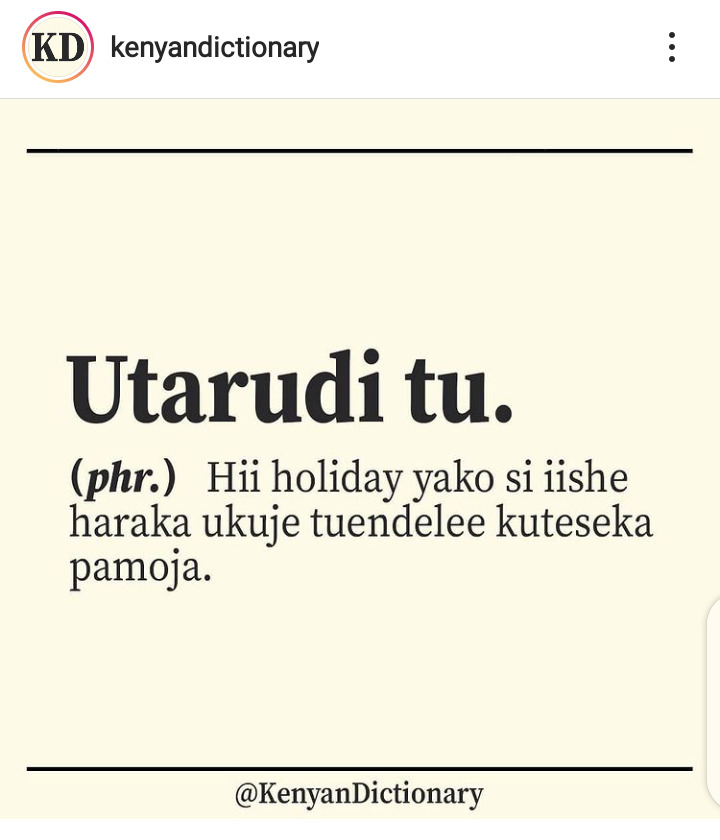 KD kenyandictionary
Utarudi tu.
(phr.) Hii holiday yako si iishe
haraka ukuje tuendelee kuteseka
pamoja.
@KenyanDictionary